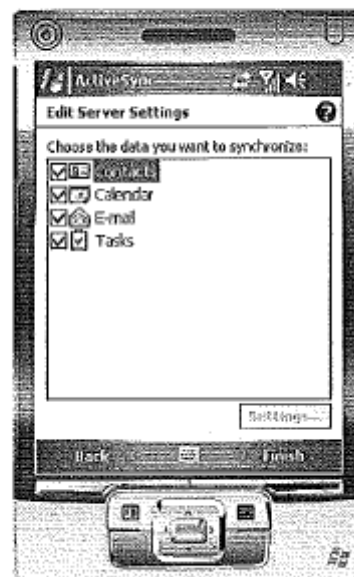 ActiveSync
Edit Server Settings
Choose the data you want to synchronize:
Contacts
Calendar
E-mail
Tasks
Settings...
Back Finish